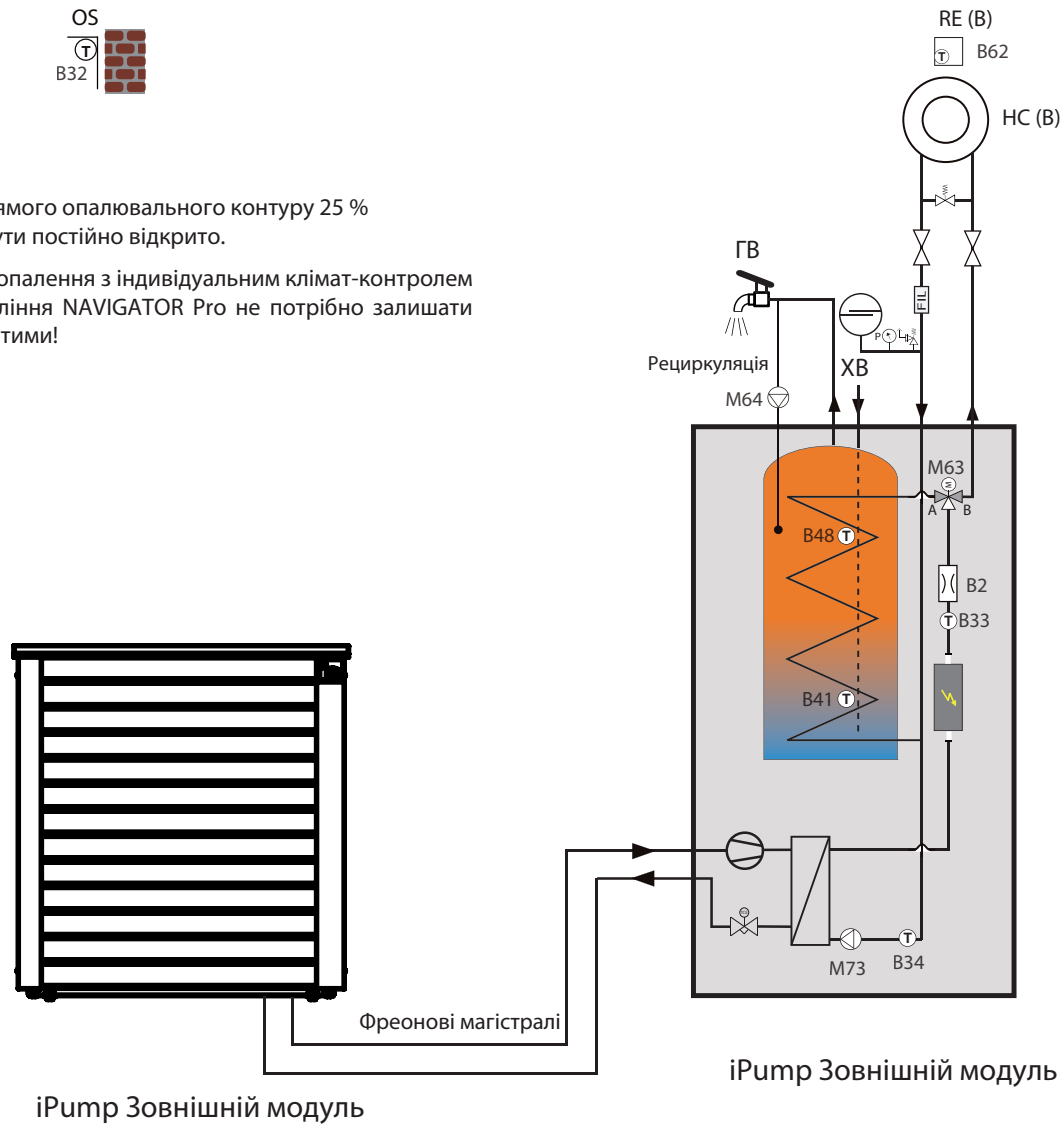 OS
T
B32
RE (B)
T
B62
HC (B)
ямого опалювального контуру 25 %
ути постійно відкрито.
опалення з індивідуальним клімат-контролем
ління NAVIGATOR Pro не потрібно залишати
тими!
ГВ
FIL
P
Рециркуляція
ХВ
M64
M63
M
A
B
B48
T
B2
T
B33
B41
T
M73
T
B34
Фреонові магістралі
iPump Зовнішній модуль
iPump Зовнішній модуль